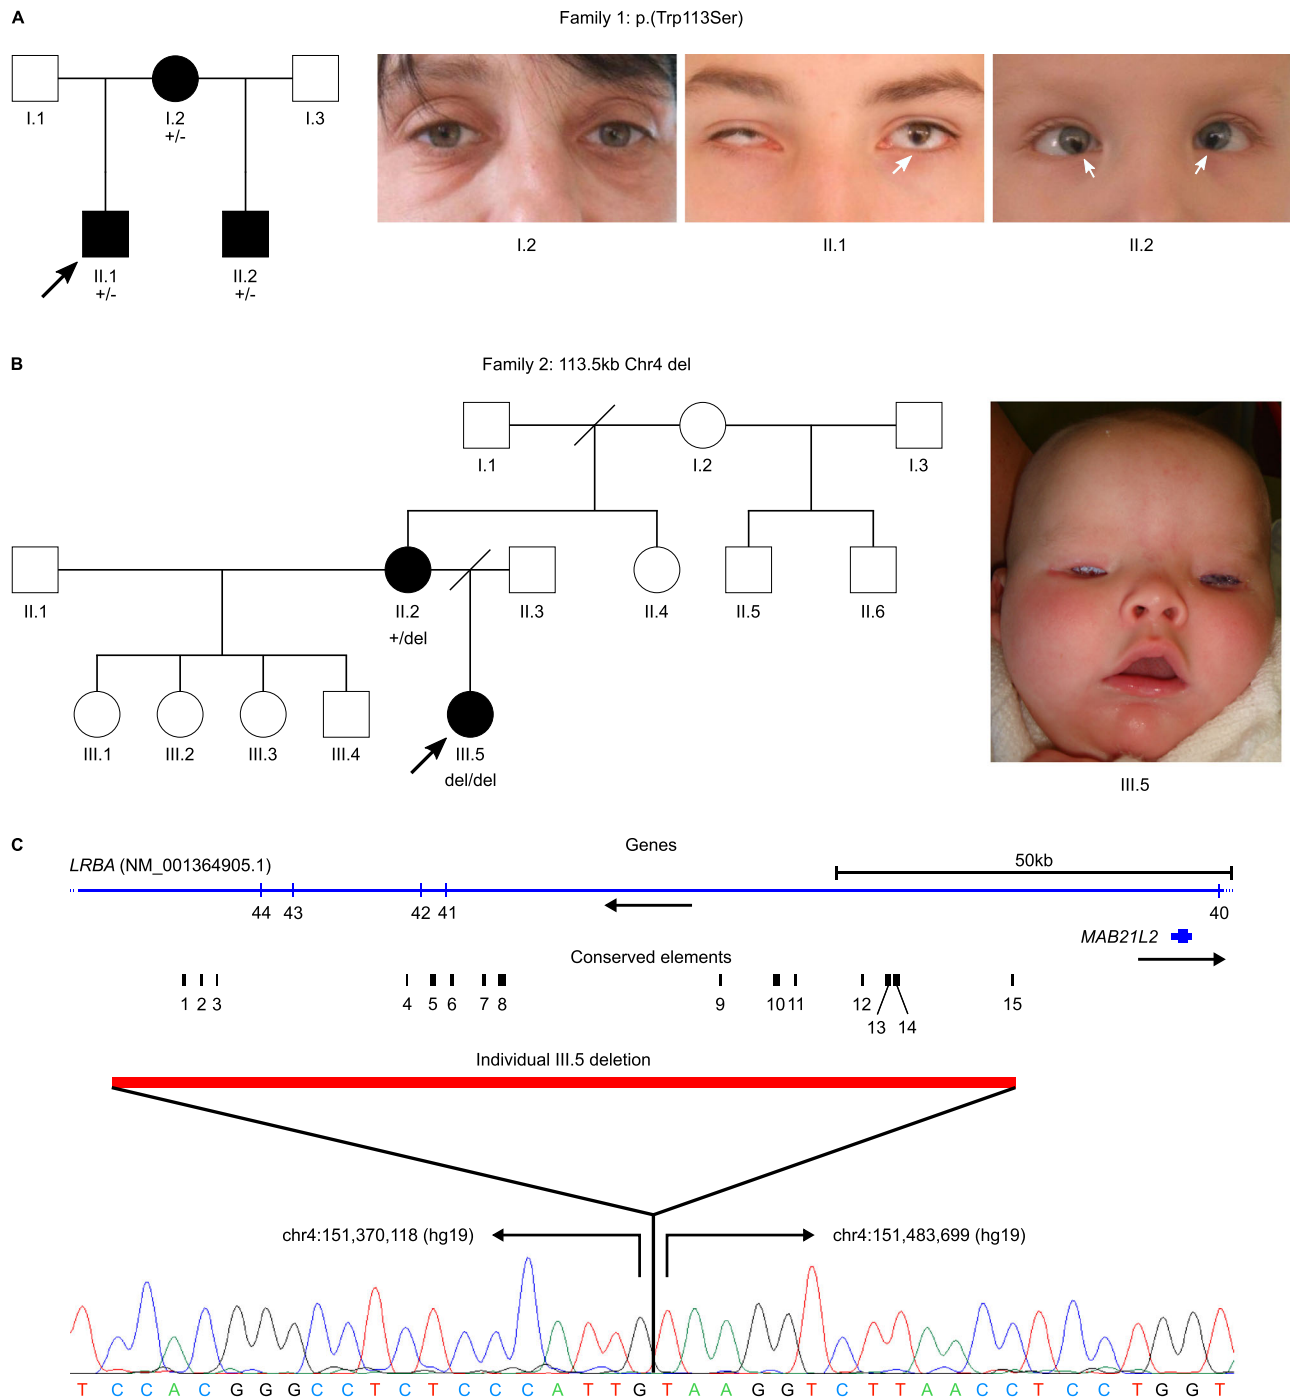 A
Family 1: p.(Trp113Ser)
I.1
I.2
+/-
I.3
II.1
+/-
II.2
+/-
I.2
II.1
II.2
B
Family 2: 113.5kb Chr4 del
I.1
I.2
I.3
II.1
II.2
+/del
II.3
II.4
II.5
II.6
III.1
III.2
III.3
III.4
III.5
del/del
III.5
C
Genes
LRBA (NM_001364905.1)
50kb
44 43 42 41 40
MAB21L2
Conserved elements
1 2 3 4 5 6 7 8 9 10 11 12 15
13 14
Individual III.5 deletion
chr4:151,370,118 (hg19)
chr4:151,483,699 (hg19)
T C C A C G G G C C T C T C C C A T T G T A A G G T C T T A A C C T C C T G G T